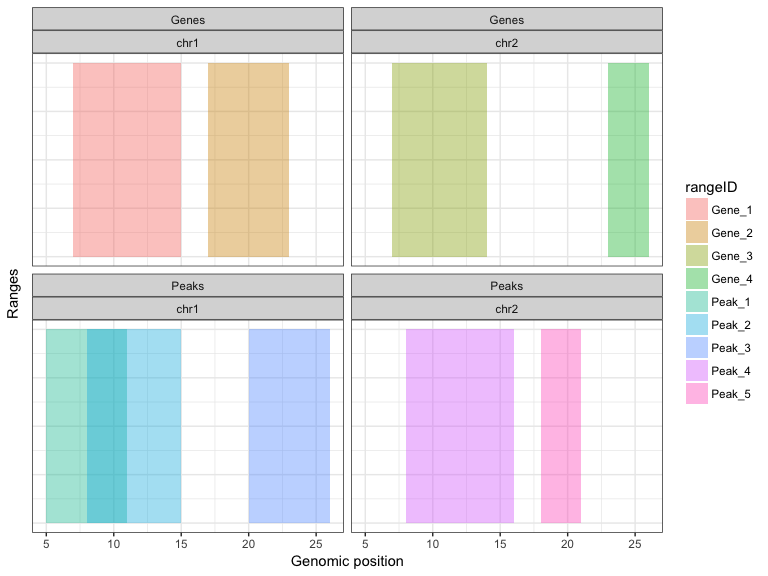 Genes
Genes
chr1
chr2
Peaks
Peaks
chr1
chr2
Ranges
5 10 15 20 25
5 10 15 20 25
Genomic position
rangeID
Gene_1
Gene_2
Gene_3
Gene_4
Peak_1
Peak_2
Peak_3
Peak_4
Peak_5